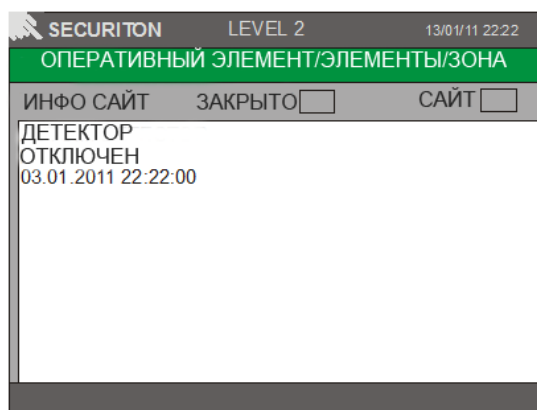 SECURITON LEVEL 2 13/01/11 22:22
ОПЕРАТИВНЫЙ ЭЛЕМЕНТ/ЭЛЕМЕНТЫ/ЗОНА
ИНФО САЙТ ЗАКРЫТО САЙТ
ДЕТЕКТОР
ОТКЛЮЧЕН
03.01.2011 22:22:00